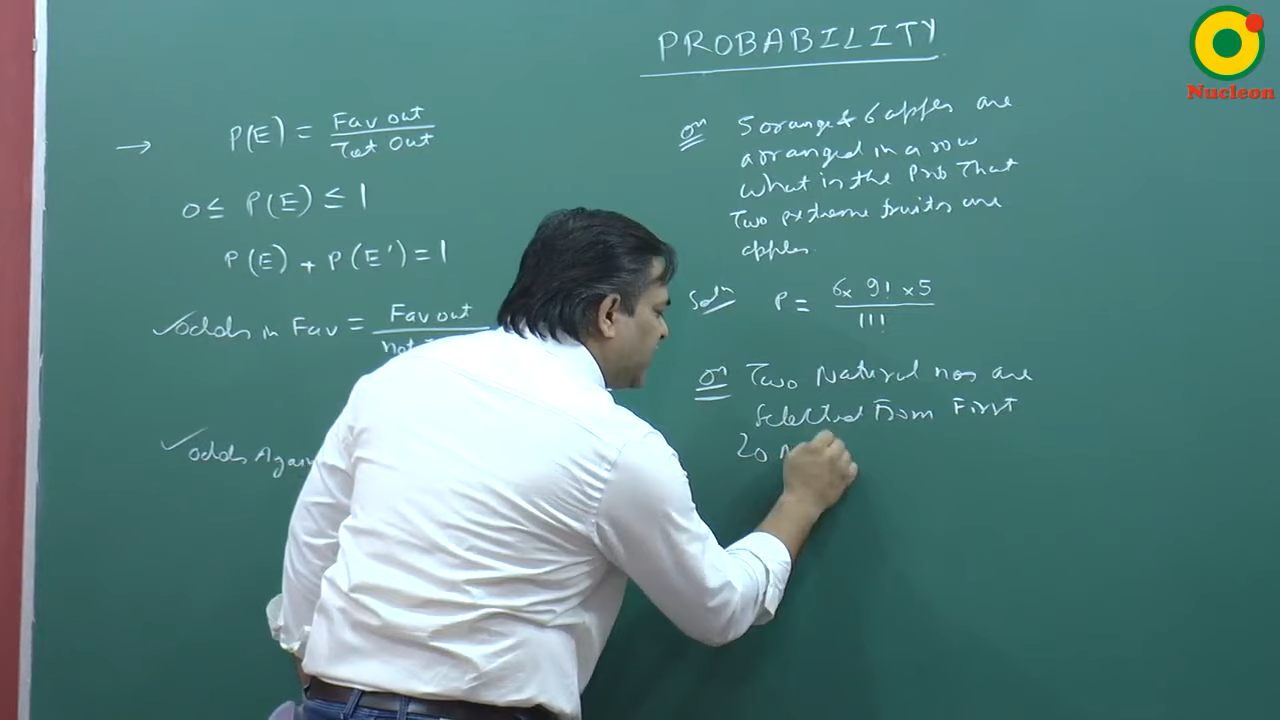 PROBABILITY
Nucleon
→ P(E) = Fav out / Tot Out
0 ≤ P(E) ≤ 1
P(E) + P(E') = 1
✓odds in Fav = Fav out
✓odds Again
5 orange & 6 apples are
arranged in a row
what is the Prob That
Two extreme fruits are
apples.
Solⁿ P = 6 × 9! × 5 / 11!
Two Natural nos are
Selected From First
20